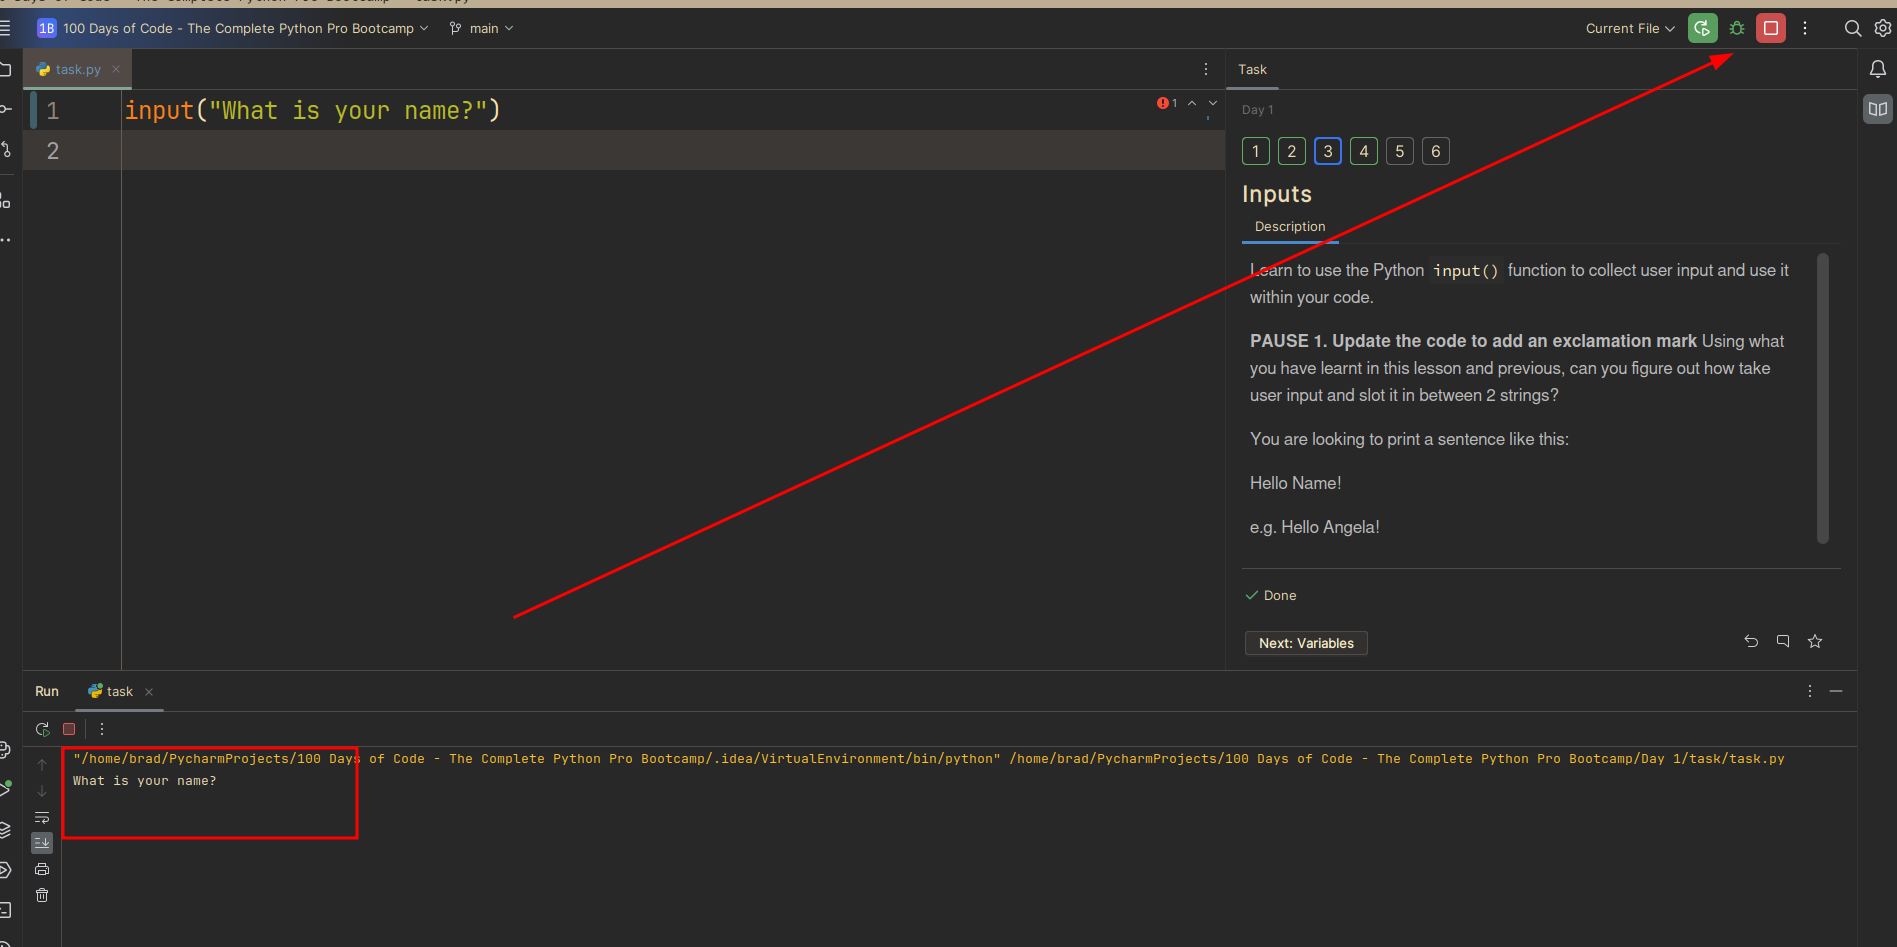 1B 100 Days of Code - The Complete Python Pro Bootcamp main Current File
task.py
Task
1 input("What is your name?") 1
2
Day 1
1 2 3 4 5 6
Inputs
Description
Learn to use the Python input() function to collect user input and use it
within your code.
PAUSE 1. Update the code to add an exclamation mark Using what
you have learnt in this lesson and previous, can you figure out how take
user input and slot it in between 2 strings?
You are looking to print a sentence like this:
Hello Name!
e.g. Hello Angela!
Done
Next: Variables
Run task
"/home/brad/PycharmProjects/100 Days of Code - The Complete Python Pro Bootcamp/.idea/VirtualEnvironment/bin/python" /home/brad/PycharmProjects/100 Days of Code - The Complete Python Pro Bootcamp/Day 1/task/task.py
What is your name?